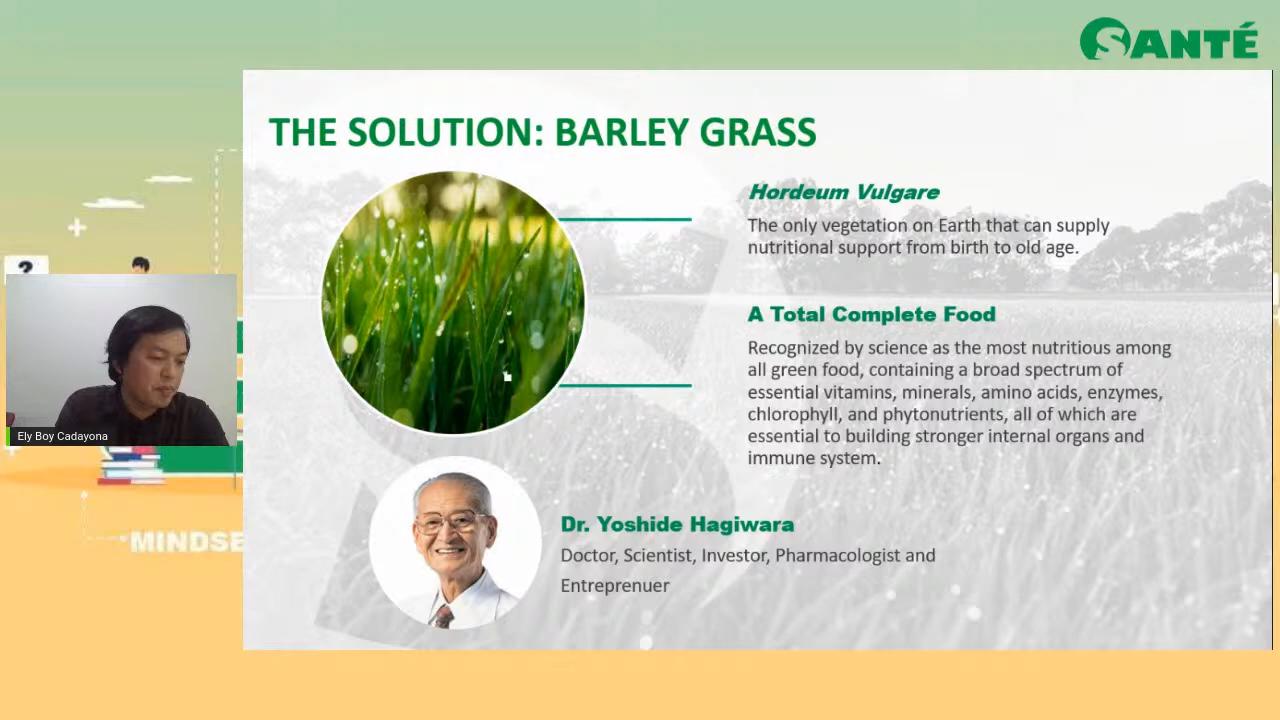 SANTÉ
THE SOLUTION: BARLEY GRASS
Hordeum Vulgare
The only vegetation on Earth that can supply
nutritional support from birth to old age.
A Total Complete Food
Recognized by science as the most nutritious among
all green food, containing a broad spectrum of
essential vitamins, minerals, amino acids, enzymes,
chlorophyll, and phytonutrients, all of which are
essential to building stronger internal organs and
immune system.
Dr. Yoshide Hagiwara
Doctor, Scientist, Investor, Pharmacologist and
Entreprenuer
?
Ely Boy Cadayona
MINDSE